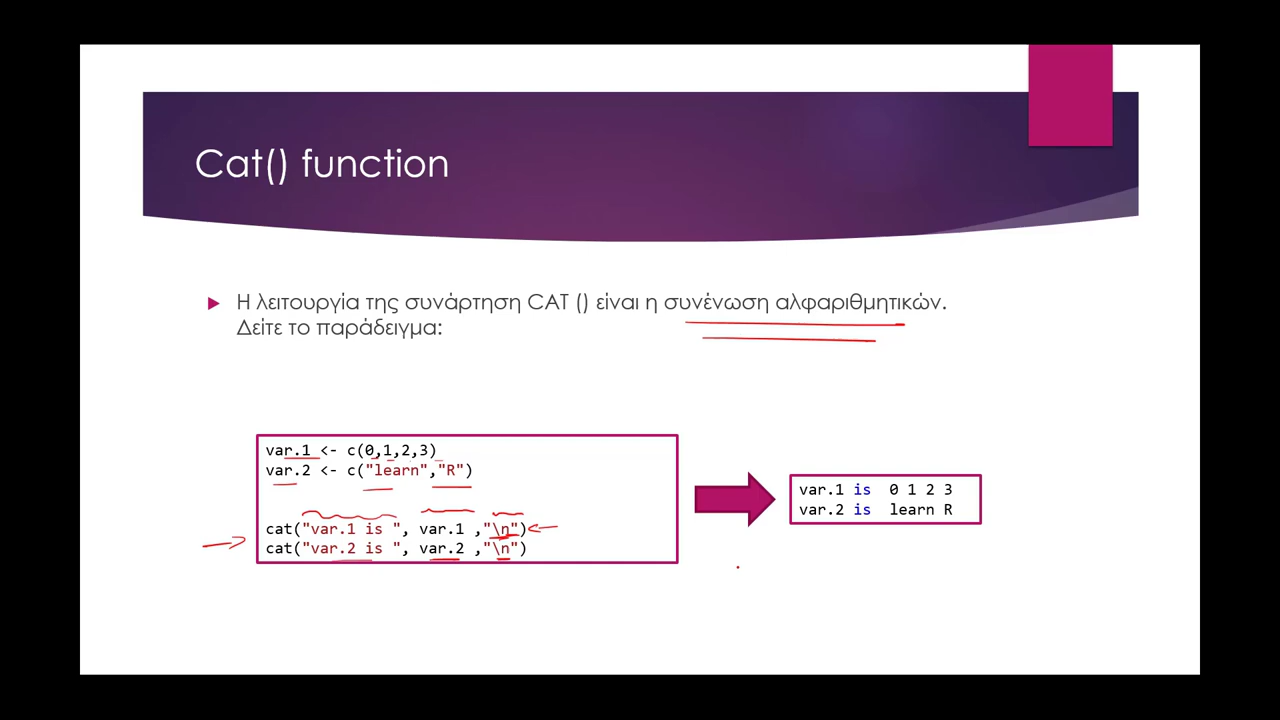 Cat() function
Η λειτουργία της συνάρτηση CAT () είναι η συνένωση αλφαριθμητικών.
Δείτε το παράδειγμα:
var.1 <- c(0,1,2,3)
var.2 <- c("learn","R")
cat("var.1 is ", var.1 ,"\n")
cat("var.2 is ", var.2 ,"\n")
var.1 is  0 1 2 3
var.2 is  learn R